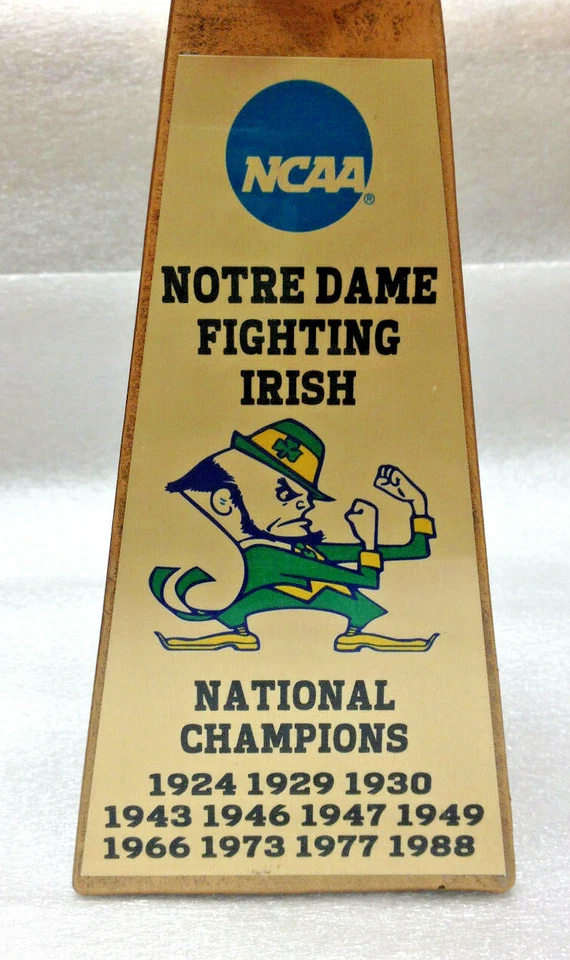 NCAA®
NOTRE DAME
FIGHTING
IRISH
NATIONAL
CHAMPIONS
1924 1929 1930
1943 1946 1947 1949
1966 1973 1977 1988